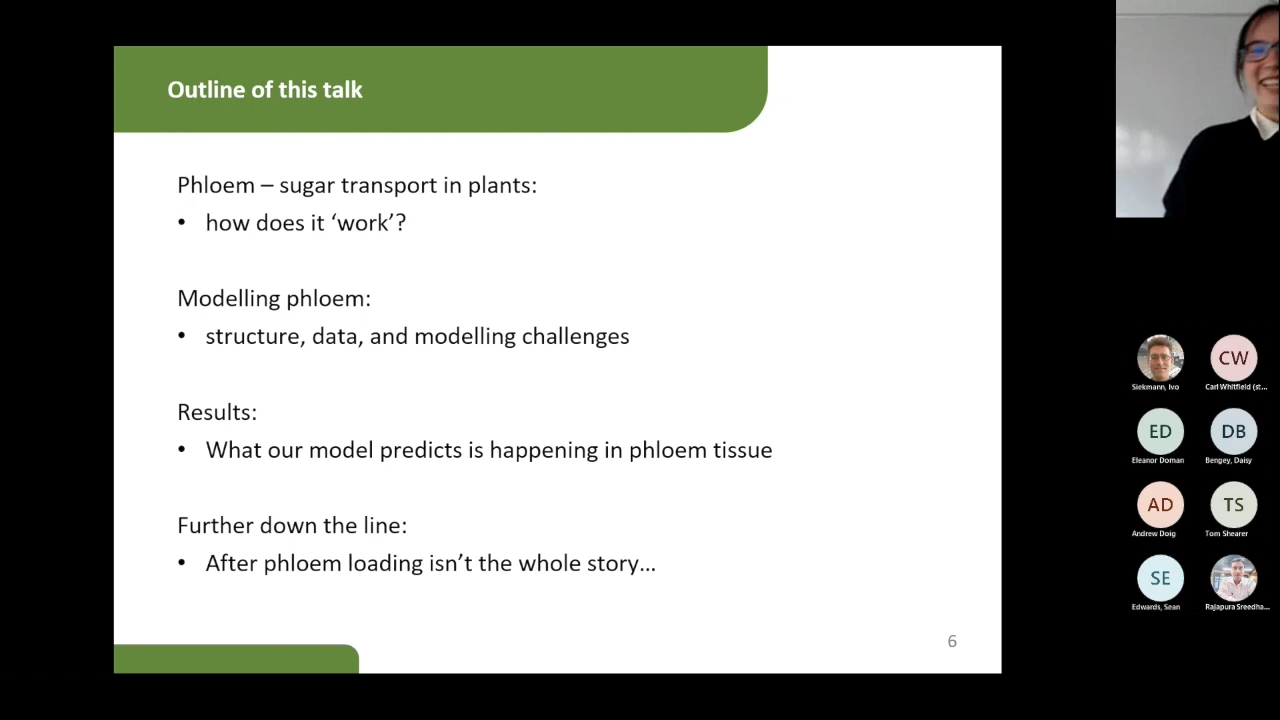 Outline of this talk
Phloem – sugar transport in plants:
• how does it ‘work’?
Modelling phloem:
• structure, data, and modelling challenges
Results:
• What our model predicts is happening in phloem tissue
Further down the line:
• After phloem loading isn’t the whole story…
6
Siekmann, Ivo
CW
Carl Whitfield (st...
ED
Eleanor Doman
DB
Bengey, Daisy
AD
Andrew Doig
TS
Tom Shearer
SE
Edwards, Sean
Rajapura Sreedha...